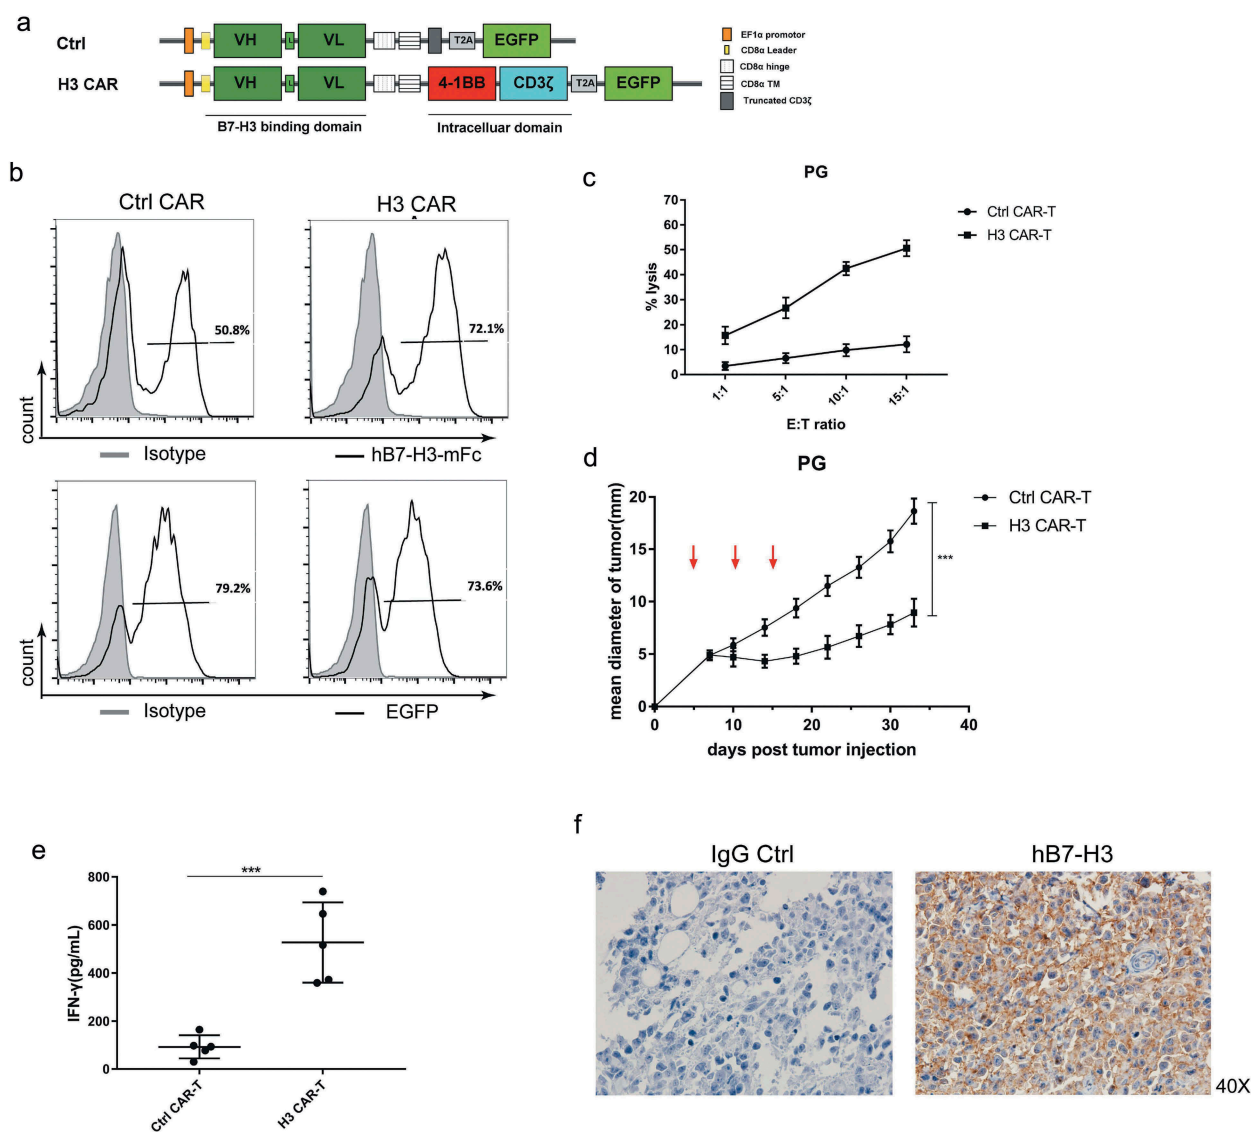 a
Ctrl
VH
L
VL
T2A
EGFP
H3 CAR
VH
L
VL
4-1BB
CD3ζ
T2A
EGFP
B7-H3 binding domain
Intracelluar domain
EF1α promotor
CD8α Leader
CD8α hinge
CD8α TM
Truncated CD3ζ
b
Ctrl CAR
H3 CAR
50.8%
72.1%
count
Isotype
hB7-H3-mFc
79.2%
73.6%
count
Isotype
EGFP
c
PG
70
60
50
40
30
20
10
0
% lysis
1:1
5:1
10:1
15:1
E:T ratio
Ctrl CAR-T
H3 CAR-T
d
PG
20
15
10
5
0
mean diameter of tumor(mm)
0
10
20
30
40
days post tumor injection
Ctrl CAR-T
H3 CAR-T
***
e
800
600
400
200
0
IFN-γ(pg/mL)
***
Ctrl CAR-T
H3 CAR-T
f
IgG Ctrl
hB7-H3
40X